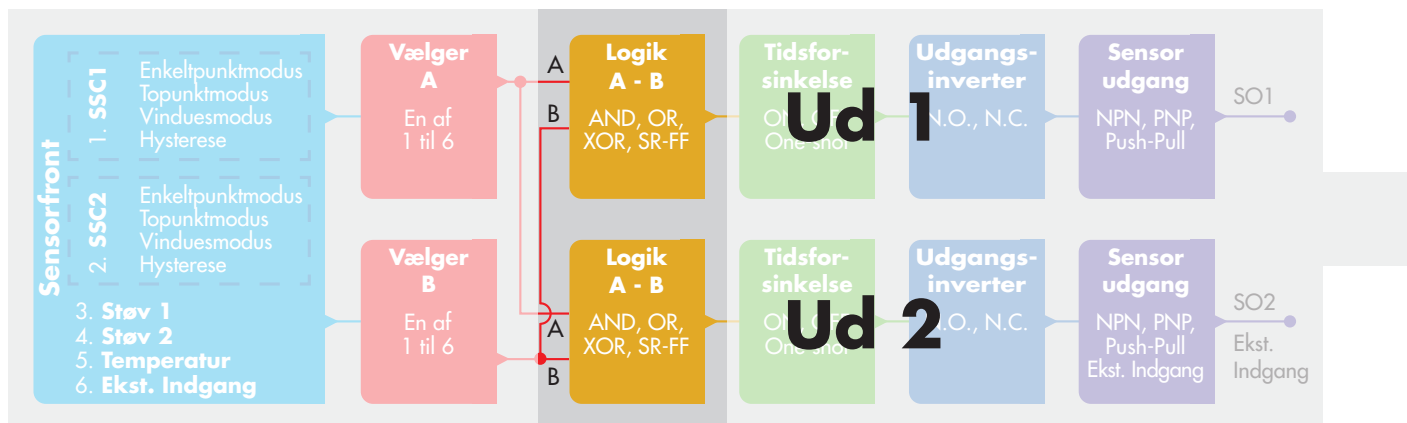 Sensorfront
1. SSC1
Enkeltpunktmodus
Topunktmodus
Vinduesmodus
Hysterese
2. SSC2
Enkeltpunktmodus
Topunktmodus
Vinduesmodus
Hysterese
3. Støv 1
4. Støv 2
5. Temperatur
6. Ekst. Indgang
Vælger
A
En af
1 til 6
A
B
Logik
A - B
AND, OR,
XOR, SR-FF
Tidsfor-
sinkelse
One shot
Ud 1
Udgangs-
inverter
N.O., N.C.
Sensor
udgang
NPN, PNP,
Push-Pull
SO1
Vælger
B
En af
1 til 6
A
B
Logik
A - B
AND, OR,
XOR, SR-FF
Tidsfor-
sinkelse
One shot
Ud 2
Udgangs-
inverter
N.O., N.C.
Sensor
udgang
NPN, PNP,
Push-Pull
Ekst. Indgang
SO2
Ekst.
Indgang